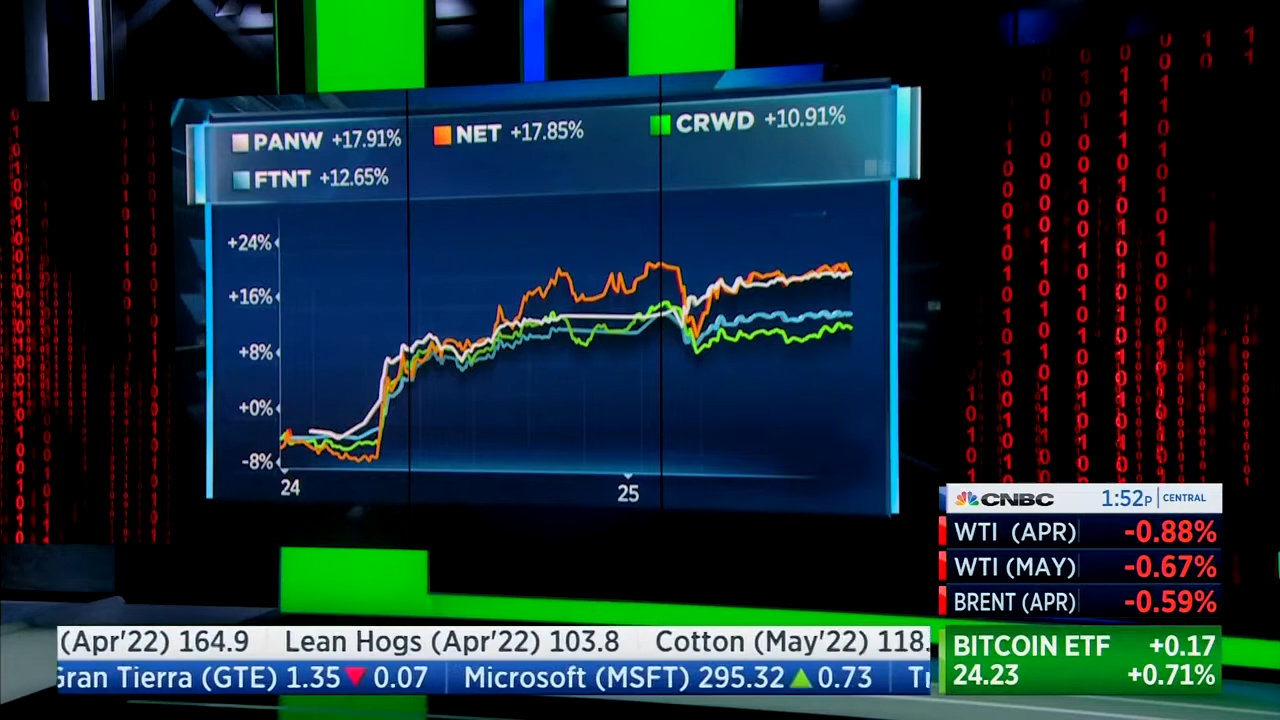 PANW +17.91% NET +17.85% CRWD +10.91%
FTNT +12.65%
+24%
+16%
+8%
+0%
-8%
24 25
CNBC 1:52P CENTRAL
WTI (APR) -0.88%
WTI (MAY) -0.67%
BRENT (APR) -0.59%
BITCOIN ETF +0.17
24.23 +0.71%
(Apr'22) 164.9 Lean Hogs (Apr'22) 103.8 Cotton (May'22) 118.
Gran Tierra (GTE) 1.35 ▼ 0.07 Microsoft (MSFT) 295.32 ▲ 0.73